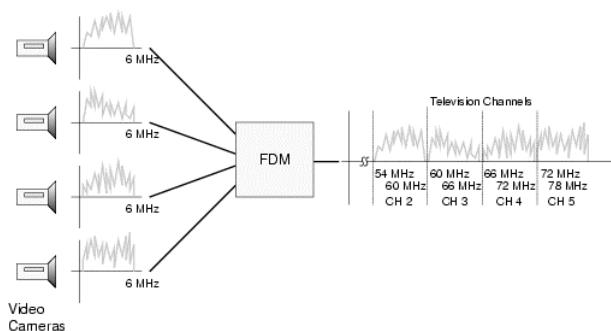 6 MHz
6 MHz
6 MHz
6 MHz
Video
Cameras
FDM
Television Channels
54 MHz 60 MHz 66 MHz 72 MHz
60 MHz 66 MHz 72 MHz 78 MHz
CH 2 CH 3 CH 4 CH 5